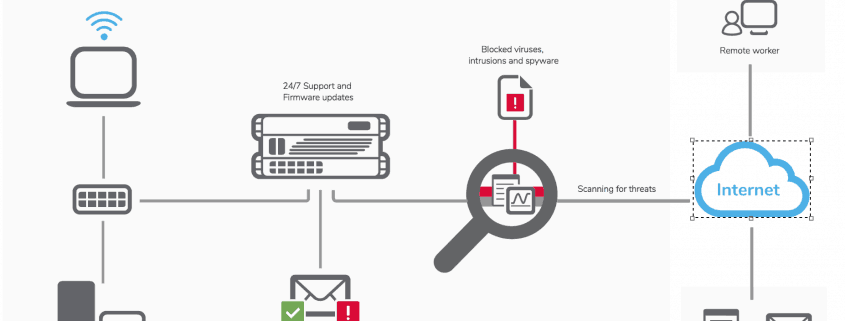 Remote worker
Blocked viruses,
intrusions and spyware
24/7 Support and
Firmware updates
Scanning for threats
Internet